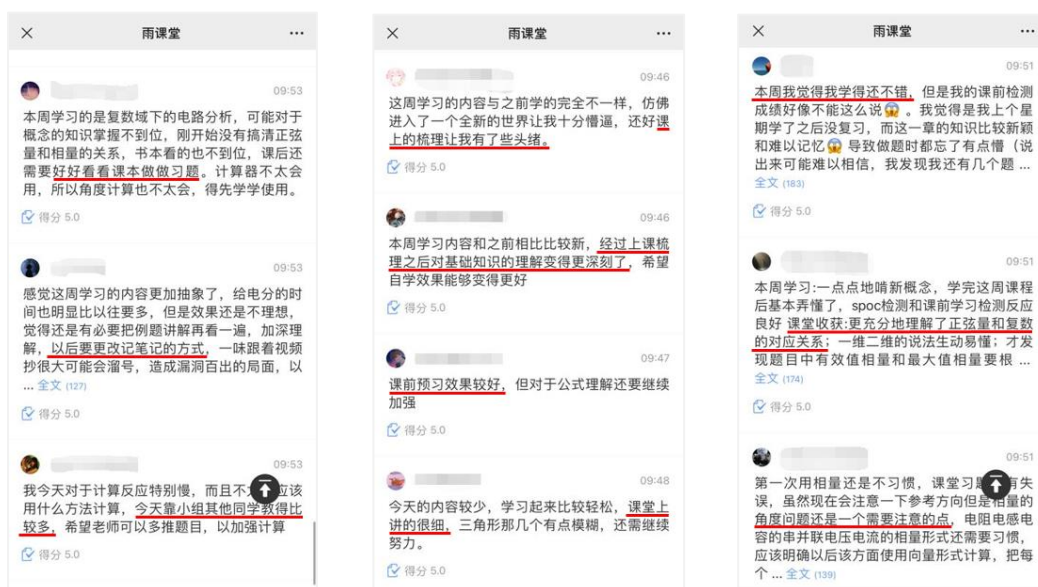 雨课堂
09:53
本周学习的是复数域下的电路分析，可能对于
概念的知识掌握不到位，刚开始没有搞清正弦
量和相量的关系，书本看的也不到位，课后还
需要好好看看课本做做习题。计算器不太会
用，所以角度计算也不太会，得先学学使用。
得分 5.0
09:53
感觉这周学习的内容更加抽象了，给电分的时
间也明显比以往要多，但是效果还是不理想，
觉得还是有必要把例题讲解再看一遍，加深理
解，以后要更改记笔记的方式，一味跟着视频
抄很大可能会溜号，造成漏洞百出的局面，以
... 全文 (127)
得分 5.0
09:53
我今天对于计算反应特别慢，而且不 应该
用什么方法计算，今天靠小组其他同学教得比
较多，希望老师可以多推题目，以加强计算
得分 5.0
雨课堂
09:46
这周学习的内容与之前学的完全不一样，仿佛
进入了一个全新的世界让我十分懵逼，还好课
上的梳理让我有了些头绪。
得分 5.0
09:46
本周学习内容和之前相比比较新，经过上课梳
理之后对基础知识的理解变得更深刻了，希望
自学效果能够变得更好
得分 5.0
09:47
课前预习效果较好，但对于公式理解还要继续
加强
得分 5.0
09:48
今天的内容较少，学习起来比较轻松，课堂上
讲的很细，三角形那几个有点模糊，还需继续
努力。
得分 5.0
雨课堂
09:51
本周我觉得我学得还不错，但是我的课前检测
成绩好像不能这么说😱 。我觉得是我上个星
期学了之后没复习，而这一章的知识比较新颖
和难以记忆😱 导致做题时都忘了有点懵（说
出来可能难以相信，我发现我还有几个题 ...
全文 (183)
得分 5.0
09:51
本周学习:一点点地啃新概念，学完这周课程
后基本弄懂了，spoc检测和课前学习检测反应
良好 课堂收获:更充分地理解了正弦量和复数
的对应关系；一维二维的说法生动易懂；才发
现题目中有效值相量和最大值相量要根 ...
全文 (174)
得分 5.0
09:51
第一次用相量还是不习惯，课堂习 有失
误，虽然现在会注意一下参考方向但是相量的
角度问题还是一个需要注意的点，电阻电感电
容的串并联电压电流的相量形式还需要习惯，
应该明确以后该方面使用向量形式计算，把每
个 ... 全文 (139)